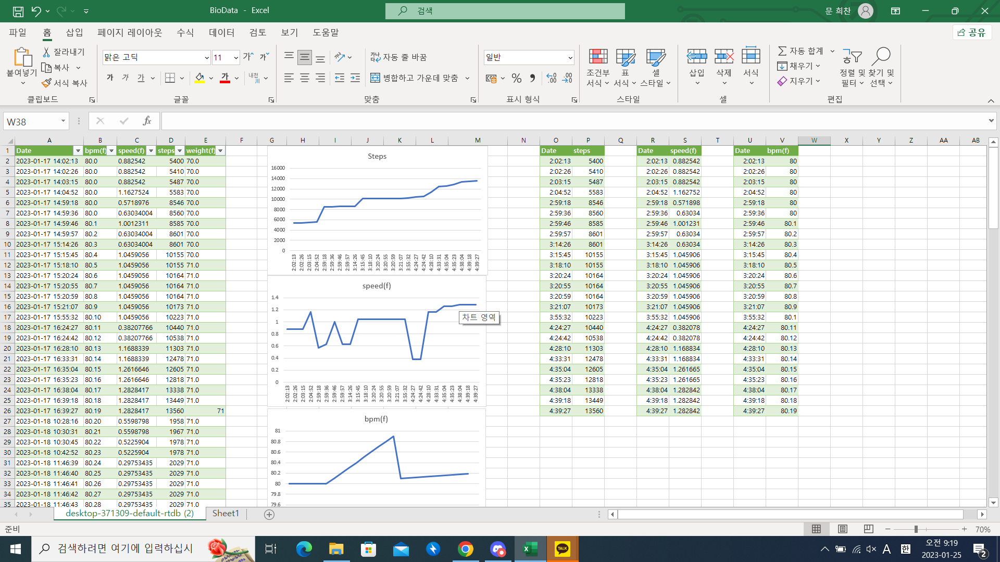 BioData - Excel
검색
문 희찬
파일 홈 삽입 페이지 레이아웃 수식 데이터 검토 보기 도움말
공유
붙여넣기
잘라내기
복사
서식 복사
클립보드
맑은 고딕 11
가 가
가 가 가 가 내천 川
글꼴
자동 줄 바꿈
병합하고 가운데 맞춤
맞춤
일반
표시 형식
조건부 서식
표 서식
셀 스타일
스타일
삽입 삭제 서식
셀
자동 합계
채우기
지우기
정렬 및 필터
찾기 및 선택
편집
W38
fx
A B C D E F G H I J K L M N O P Q R S T U V W X Y Z AA AB
1 Date bpm(f) speed(f) steps weight(f)
2 2023-01-17 14:02:13 80.0 0.882542 5400 70.0
3 2023-01-17 14:02:26 80.0 0.882542 5410 70.0
4 2023-01-17 14:03:15 80.0 0.882542 5487 70.0
5 2023-01-17 14:04:52 80.0 1.1627524 5583 70.0
6 2023-01-17 14:59:18 80.0 0.5718976 8546 70.0
7 2023-01-17 14:59:36 80.0 0.63034004 8560 70.0
8 2023-01-17 14:59:46 80.1 1.0012311 8585 70.0
9 2023-01-17 14:59:57 80.2 0.63034004 8601 70.0
10 2023-01-17 15:14:26 80.3 0.63034004 8601 70.0
11 2023-01-17 15:15:45 80.4 1.0459056 10155 70.0
12 2023-01-17 15:18:10 80.5 1.0459056 10155 71.0
13 2023-01-17 15:20:24 80.6 1.0459056 10164 71.0
14 2023-01-17 15:20:55 80.7 1.0459056 10164 71.0
15 2023-01-17 15:20:59 80.8 1.0459056 10164 71.0
16 2023-01-17 15:21:07 80.9 1.0459056 10173 71.0
17 2023-01-17 15:55:32 80.10 1.0459056 10223 71.0
18 2023-01-17 16:24:27 80.11 0.38207766 10440 71.0
19 2023-01-17 16:24:42 80.12 0.38207766 10538 71.0
20 2023-01-17 16:28:10 80.13 1.1688339 11303 71.0
21 2023-01-17 16:33:31 80.14 1.1688339 12478 71.0
22 2023-01-17 16:35:04 80.15 1.2616646 12605 71.0
23 2023-01-17 16:35:23 80.16 1.2616646 12818 71.0
24 2023-01-17 16:38:04 80.17 1.2828417 13338 71.0
25 2023-01-17 16:39:18 80.18 1.2828417 13449 71.0
26 2023-01-17 16:39:27 80.19 1.2828417 13560 71
27 2023-01-18 10:28:16 80.20 0.5598798 1958 71.0
28 2023-01-18 10:30:31 80.21 0.5598798 1967 71.0
29 2023-01-18 10:30:45 80.22 0.5225904 1978 71.0
30 2023-01-18 10:42:52 80.23 0.5225904 1978 71.0
31 2023-01-18 11:46:39 80.24 0.29753435 2029 71.0
32 2023-01-18 11:46:40 80.25 0.29753435 2029 71.0
33 2023-01-18 11:46:41 80.26 0.29753435 2029 71.0
34 2023-01-18 11:46:42 80.27 0.29753435 2029 71.0
35 2023-01-18 11:46:43 80.28 0.29753435 2029 71.0
Steps
16000
14000
12000
10000
8000
6000
4000
2000
0
2:02:13 2:02:26 2:03:15 2:04:52 2:59:18 2:59:36 2:59:46 2:59:57 3:14:26 3:15:45 3:18:10 3:20:24 3:20:55 3:20:59 3:21:07 3:55:32 4:24:27 4:24:42 4:28:10 4:33:31 4:35:04 4:35:23 4:38:04 4:39:18 4:39:27
speed(f)
1.4
1.2
1
0.8
0.6
0.4
0.2
0
2:02:13 2:02:26 2:03:15 2:04:52 2:59:18 2:59:36 2:59:46 2:59:57 3:14:26 3:15:45 3:18:10 3:20:24 3:20:55 3:20:59 3:21:07 3:55:32 4:24:27 4:24:42 4:28:10 4:33:31 4:35:04 4:35:23 4:38:04 4:39:18 4:39:27
차트 영역
bpm(f)
81
80.8
80.6
80.4
80.2
80
79.8
79.6
Date steps Date speed(f) Date bpm(f)
2:02:13 5400 2:02:13 0.882542 2:02:13 80
2:02:26 5410 2:02:26 0.882542 2:02:26 80
2:03:15 5487 2:03:15 0.882542 2:03:15 80
2:04:52 5583 2:04:52 1.162752 2:04:52 80
2:59:18 8546 2:59:18 0.571898 2:59:18 80
2:59:36 8560 2:59:36 0.63034 2:59:36 80
2:59:46 8585 2:59:46 1.001231 2:59:46 80.1
2:59:57 8601 2:59:57 0.63034 2:59:57 80.2
3:14:26 8601 3:14:26 0.63034 3:14:26 80.3
3:15:45 10155 3:15:45 1.045906 3:15:45 80.4
3:18:10 10155 3:18:10 1.045906 3:18:10 80.5
3:20:24 10164 3:20:24 1.045906 3:20:24 80.6
3:20:55 10164 3:20:55 1.045906 3:20:55 80.7
3:20:59 10164 3:20:59 1.045906 3:20:59 80.8
3:21:07 10173 3:21:07 1.045906 3:21:07 80.9
3:55:32 10223 3:55:32 1.045906 3:55:32 80.1
4:24:27 10440 4:24:27 0.382078 4:24:27 80.11
4:24:42 10538 4:24:42 0.382078 4:24:42 80.12
4:28:10 11303 4:28:10 1.168834 4:28:10 80.13
4:33:31 12478 4:33:31 1.168834 4:33:31 80.14
4:35:04 12605 4:35:04 1.261665 4:35:04 80.15
4:35:23 12818 4:35:23 1.261665 4:35:23 80.16
4:38:04 13338 4:38:04 1.282842 4:38:04 80.17
4:39:18 13449 4:39:18 1.282842 4:39:18 80.18
4:39:27 13560 4:39:27 1.282842 4:39:27 80.19
desktop-371309-default-rtdb (2) Sheet1
준비
70%
검색하려면 여기에 입력하십시
TALK
A 한
오전 9:19
2023-01-25
2